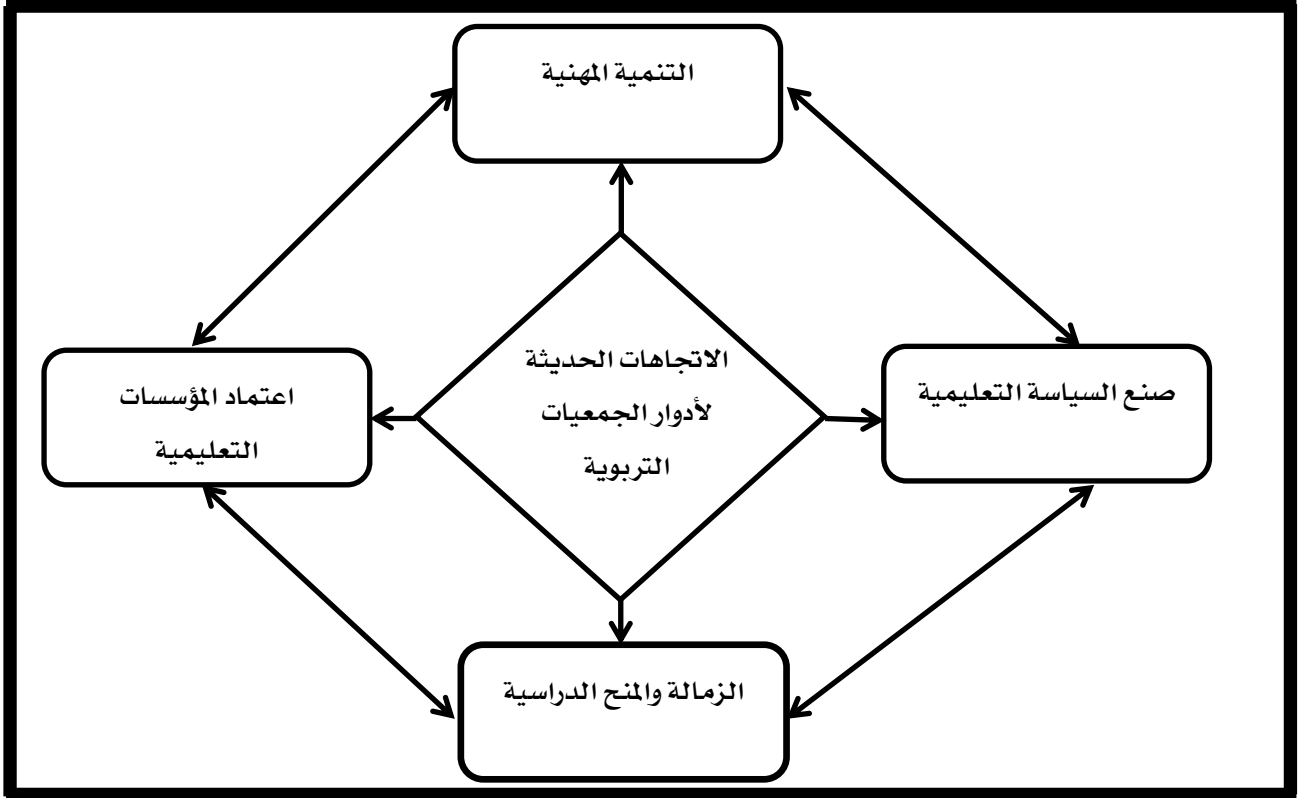 التنمية المهنية
الاتجاهات الحديثة
لأدوار الجمعيات
التربوية
صنع السياسة التعليمية
اعتماد المؤسسات
التعليمية
الزمالة والمنح الدراسية